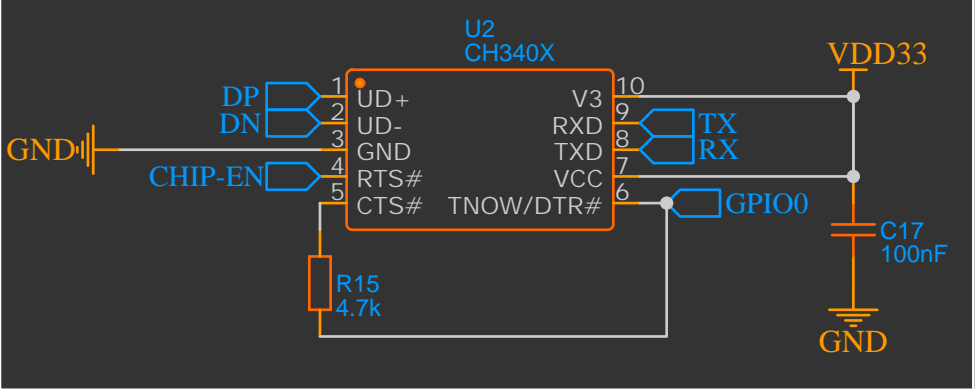 U2
CH340X
VDD33
DP 1 UD+ V3 10
DN 2 UD- RXD 9 TX
GND 3 GND TXD 8 RX
CHIP-EN 4 RTS# VCC 7
5 CTS# TNOW/DTR# 6 GPIO0
C17
100nF
R15
4.7k
GND